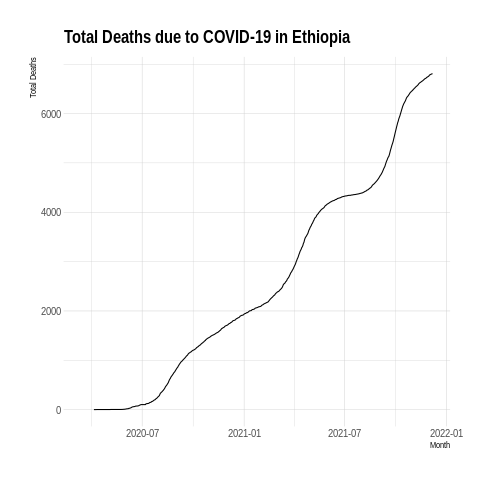 Total Deaths due to COVID-19 in Ethiopia
Total Deaths
6000
4000
2000
0
2020-07 2021-01 2021-07 2022-01
Month